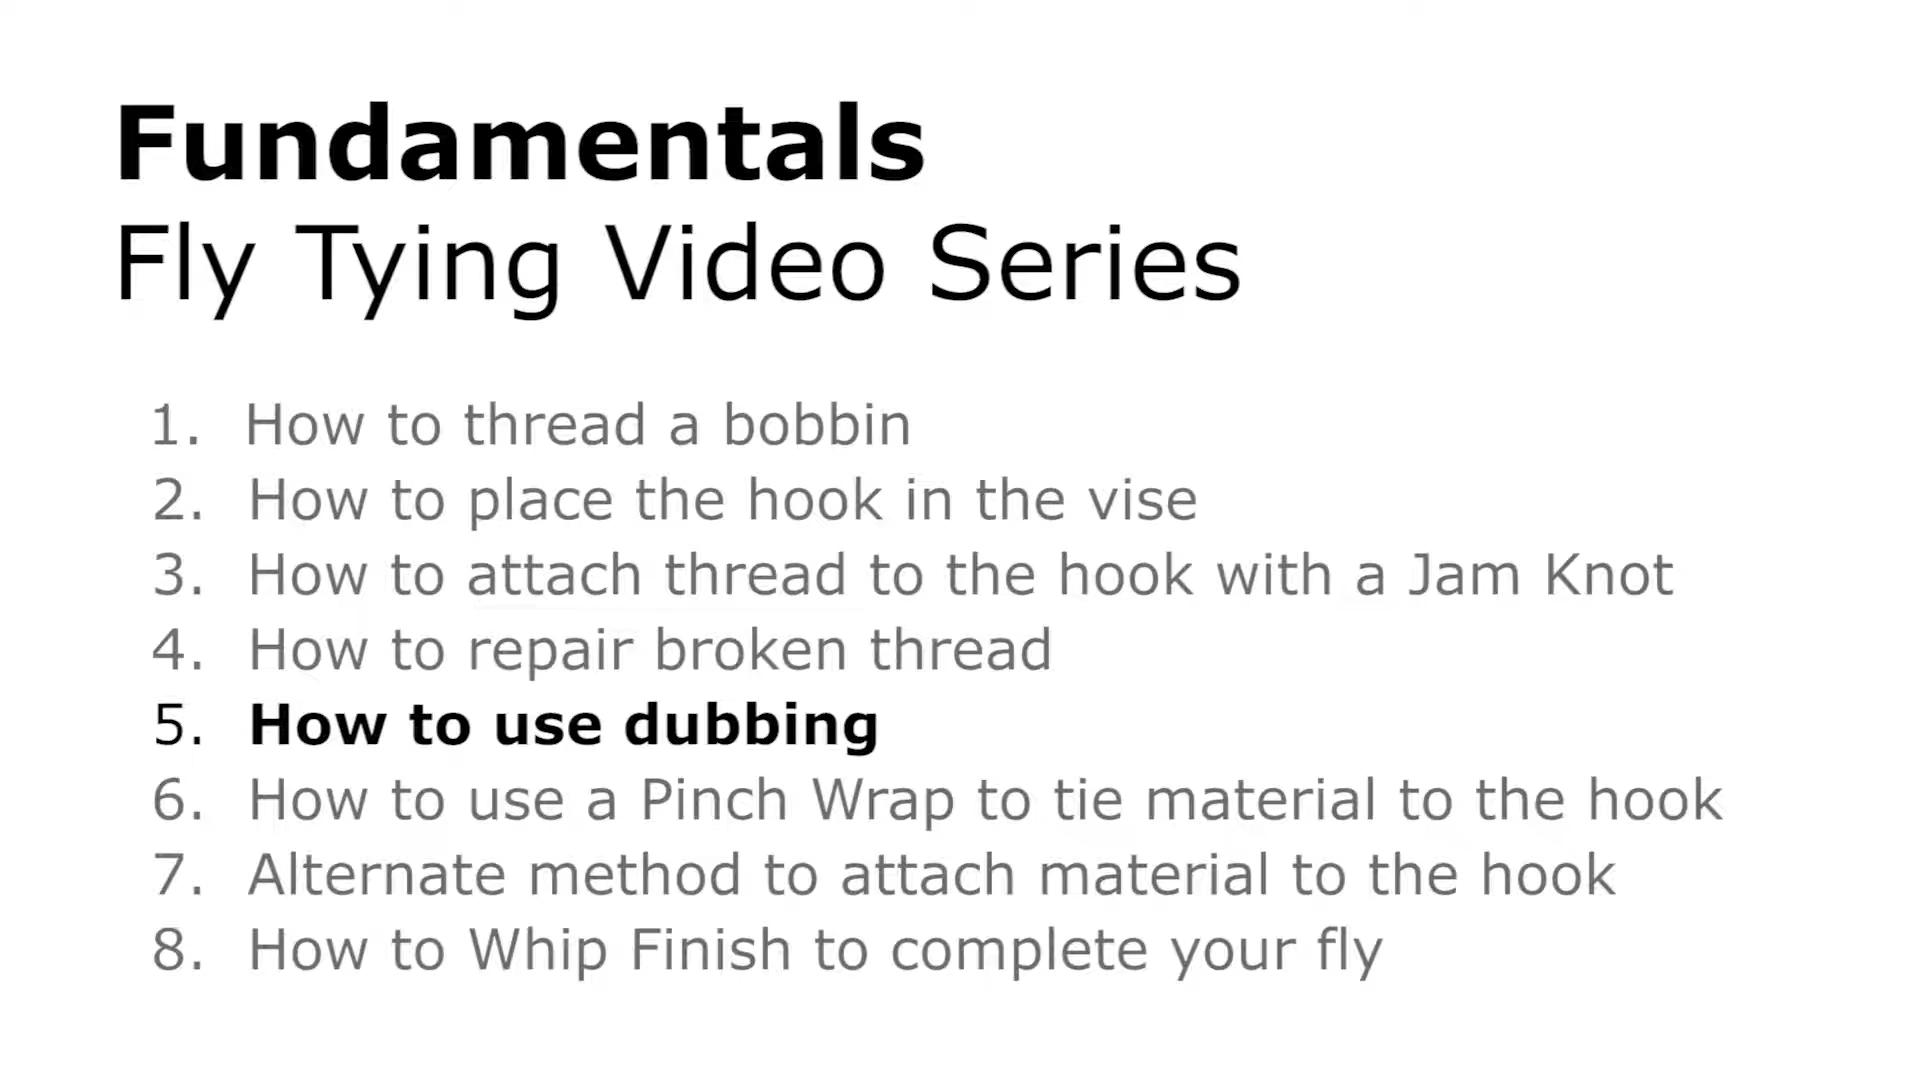 Fundamentals
Fly Tying Video Series
1. How to thread a bobbin
2. How to place the hook in the vise
3. How to attach thread to the hook with a Jam Knot
4. How to repair broken thread
5. How to use dubbing
6. How to use a Pinch Wrap to tie material to the hook
7. Alternate method to attach material to the hook
8. How to Whip Finish to complete your fly